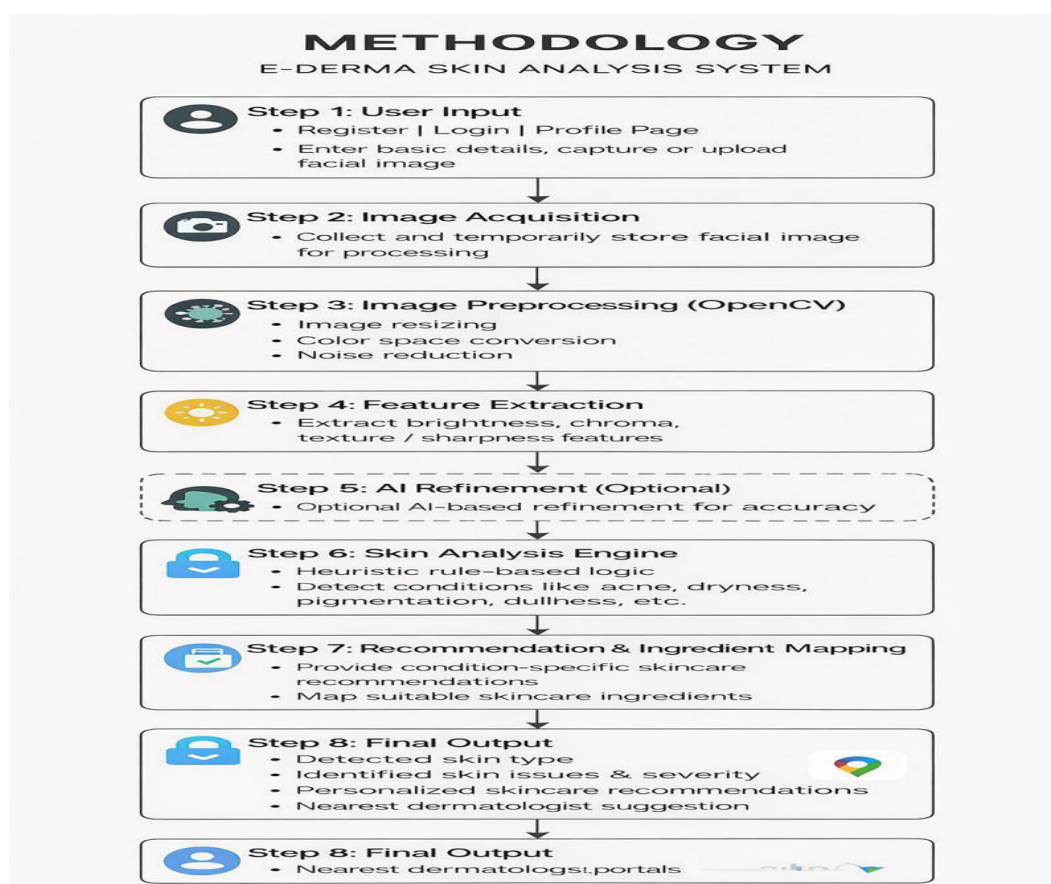 METHODOLOGY
E-DERMA SKIN ANALYSIS SYSTEM
Step 1: User Input
• Register | Login | Profile Page
• Enter basic details, capture or upload
facial image
Step 2: Image Acquisition
• Collect and temporarily store facial image
for processing
Step 3: Image Preprocessing (OpenCV)
• Image resizing
• Color space conversion
• Noise reduction
Step 4: Feature Extraction
• Extract brightness, chroma,
texture / sharpness features
Step 5: AI Refinement (Optional)
• Optional AI-based refinement for accuracy
Step 6: Skin Analysis Engine
• Heuristic rule-based logic
• Detect conditions like acne, dryness,
pigmentation, dullness, etc.
Step 7: Recommendation & Ingredient Mapping
• Provide condition-specific skincare
recommendations
• Map suitable skincare ingredients
Step 8: Final Output
• Detected skin type
• Identified skin issues & severity
• Personalized skincare recommendations
• Nearest dermatologist suggestion
Step 8: Final Output
• Nearest